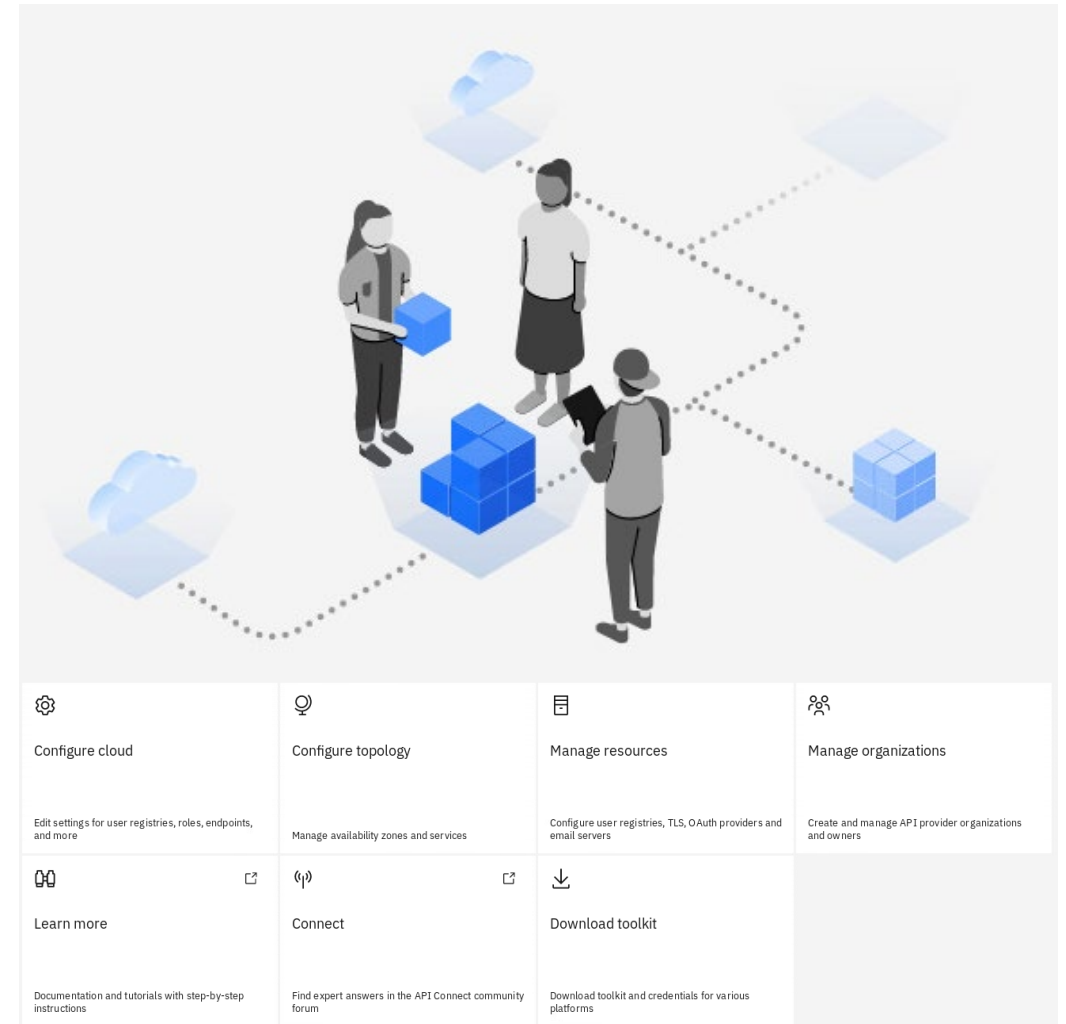 Configure cloud
Edit settings for user registries, roles, endpoints,
and more
Configure topology
Manage availability zones and services
Manage resources
Configure user registries, TLS, OAuth providers and
email servers
Manage organizations
Create and manage API provider organizations
and owners
Learn more
Documentation and tutorials with step-by-step
instructions
Connect
Find expert answers in the API Connect community
forum
Download toolkit
Download toolkit and credentials for various
platforms